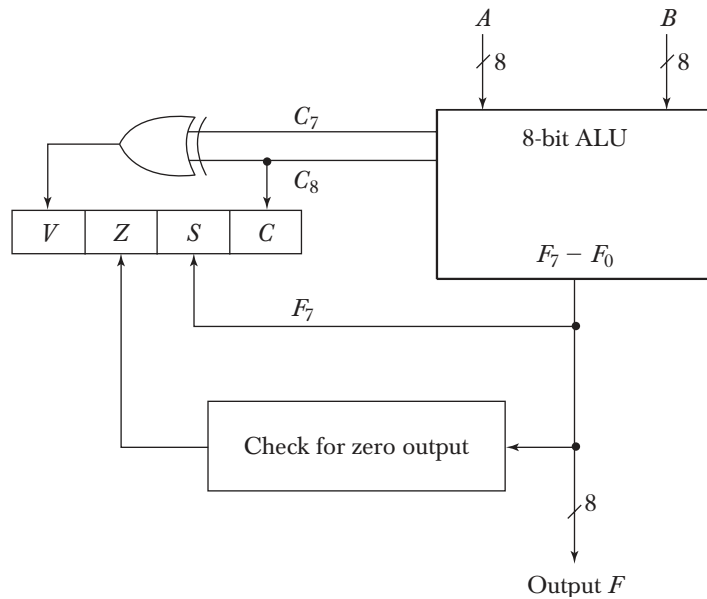 A
B
8
8
C7
8-bit ALU
C8
V Z S C
F7 – F0
F7
Check for zero output
8
Output F